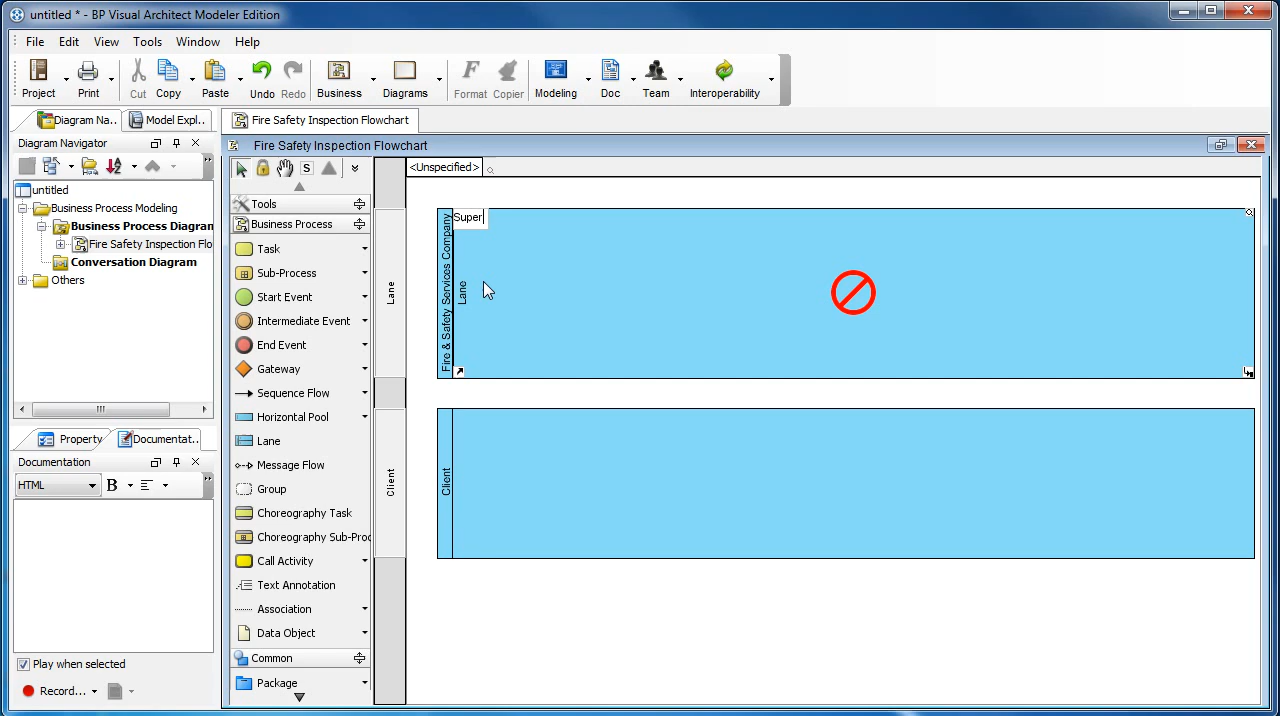 untitled * - BP Visual Architect Modeler Edition
File Edit View Tools Window Help
Project Print Cut Copy Paste Undo Redo Business Diagrams Format Copier Modeling Doc Team Interoperability
Diagram Na.. Model Expl..
Fire Safety Inspection Flowchart
Diagram Navigator
Fire Safety Inspection Flowchart
S
<Unspecified>
untitled
Business Process Modeling
Business Process Diagram
Fire Safety Inspection Flo
Conversation Diagram
Others
Tools
Business Process
Task
Sub-Process
Start Event
Intermediate Event
End Event
Gateway
Sequence Flow
Horizontal Pool
Lane
Message Flow
Group
Choreography Task
Choreography Sub-Proc
Call Activity
Text Annotation
Association
Data Object
Common
Package
Lane
Client
Fire & Safety Services Company
Super
Lane
Client
Property Documentat..
Documentation
HTML B
Play when selected
Record...